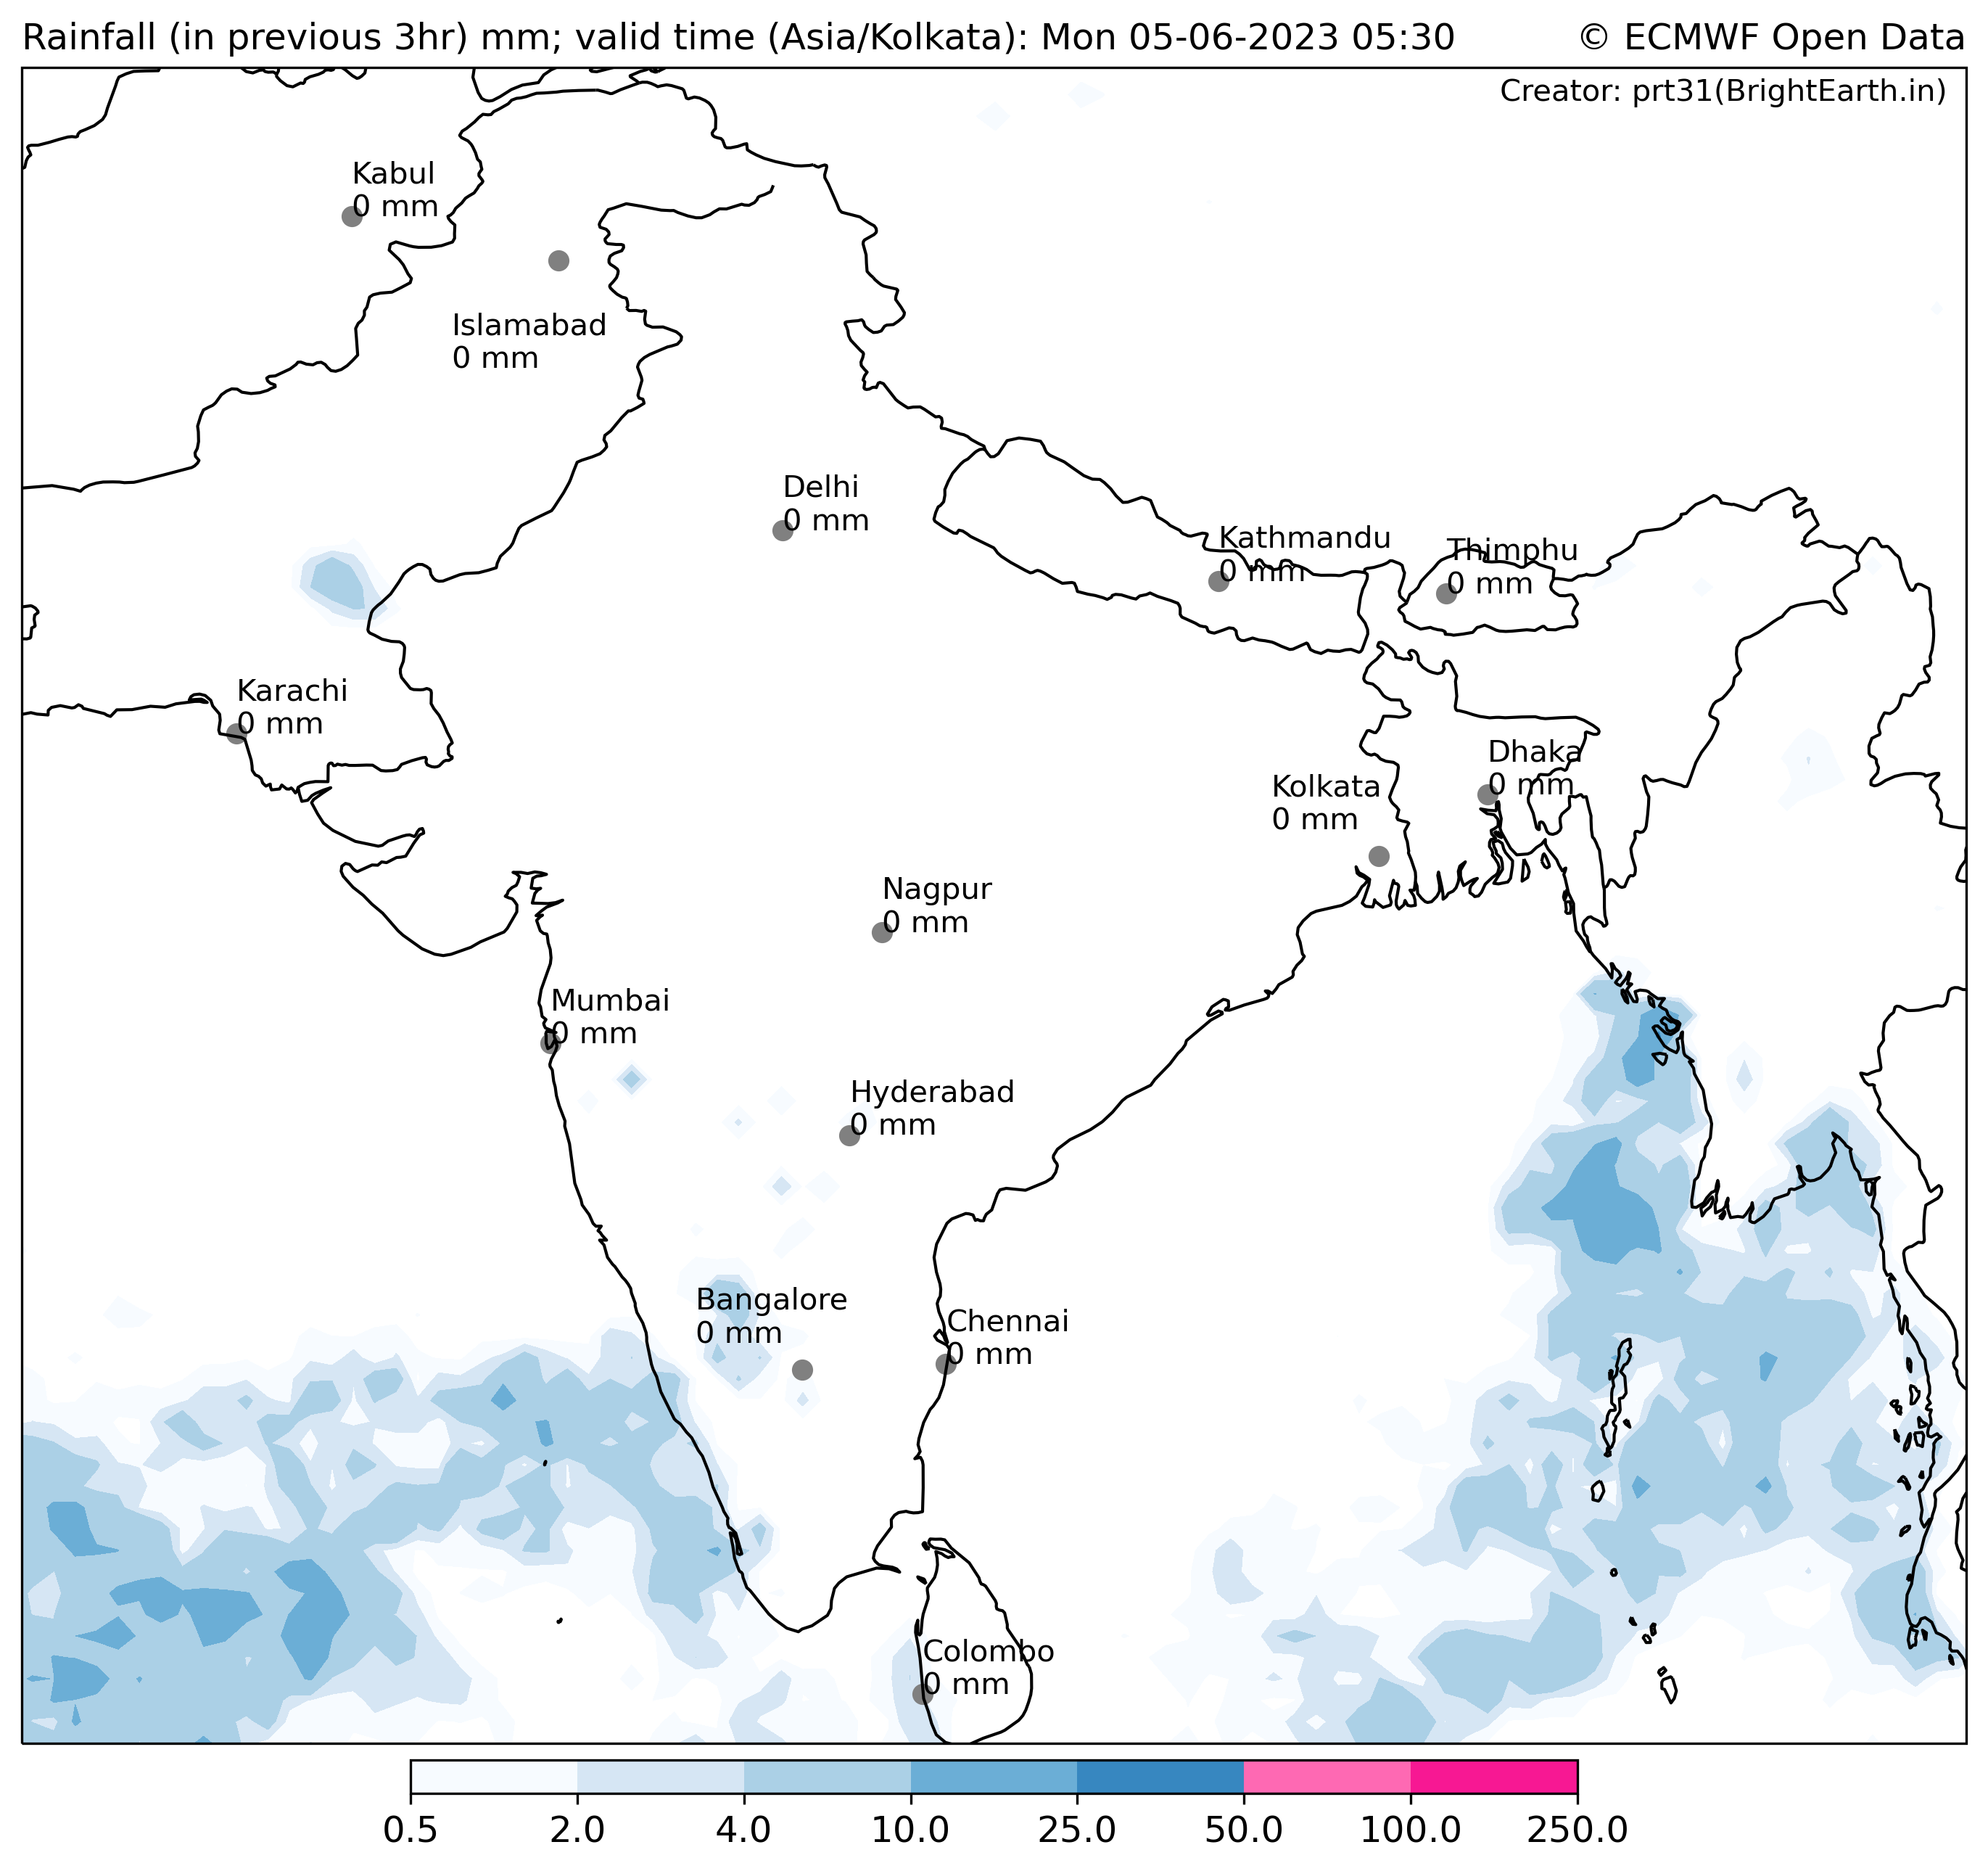 Rainfall (in previous 3hr) mm; valid time (Asia/Kolkata): Mon 05-06-2023 05:30
© ECMWF Open Data
Creator: prt31(BrightEarth.in)
Kabul
0 mm
Islamabad
0 mm
Delhi
0 mm
Kathmandu
0 mm
Thimphu
0 mm
Karachi
0 mm
Dhaka
0 mm
Kolkata
0 mm
Nagpur
0 mm
Mumbai
0 mm
Hyderabad
0 mm
Bangalore
0 mm
Chennai
0 mm
Colombo
0 mm
0.5 2.0 4.0 10.0 25.0 50.0 100.0 250.0